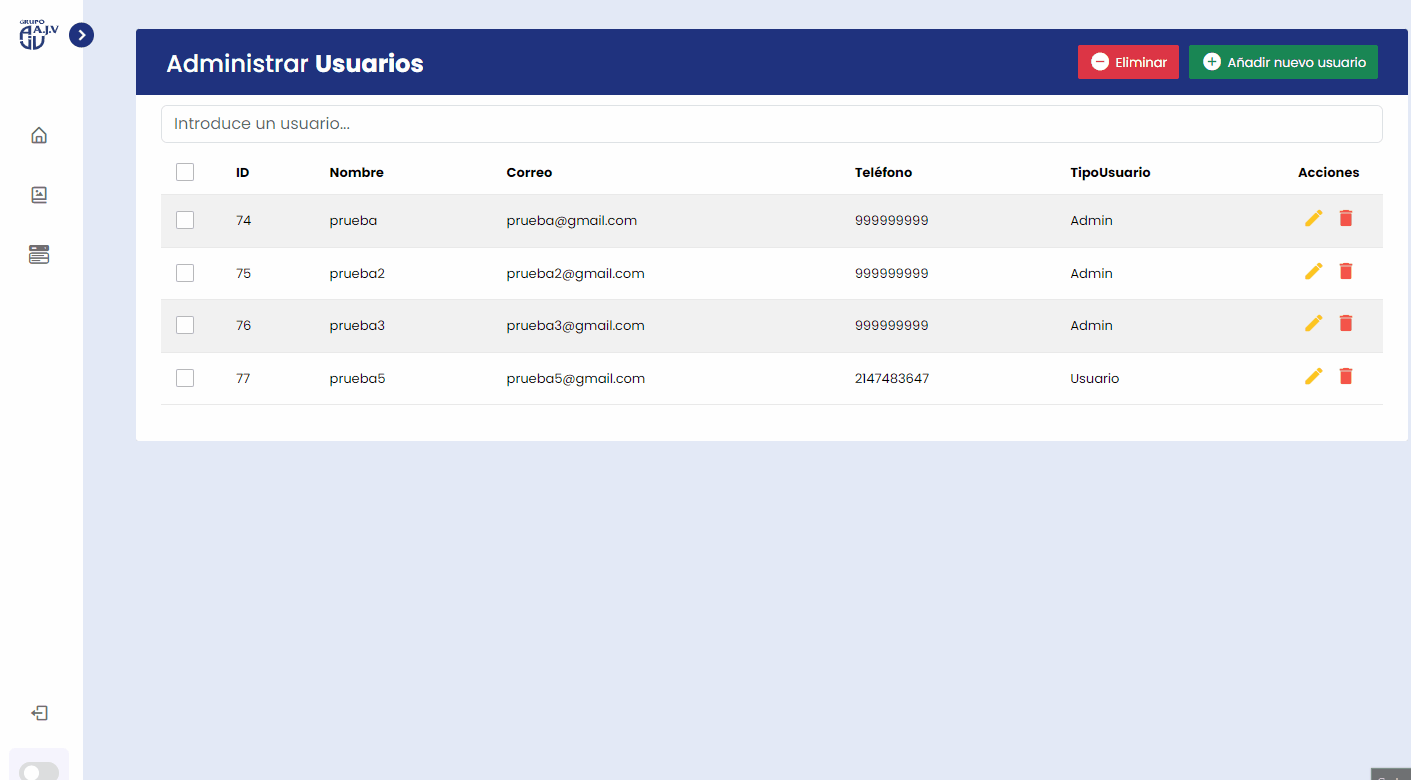 GRUPO
A.J.V
Administrar Usuarios
Eliminar
Añadir nuevo usuario
Introduce un usuario...
ID Nombre Correo Teléfono TipoUsuario Acciones
74 prueba prueba@gmail.com 999999999 Admin
75 prueba2 prueba2@gmail.com 999999999 Admin
76 prueba3 prueba3@gmail.com 999999999 Admin
77 prueba5 prueba5@gmail.com 2147483647 Usuario